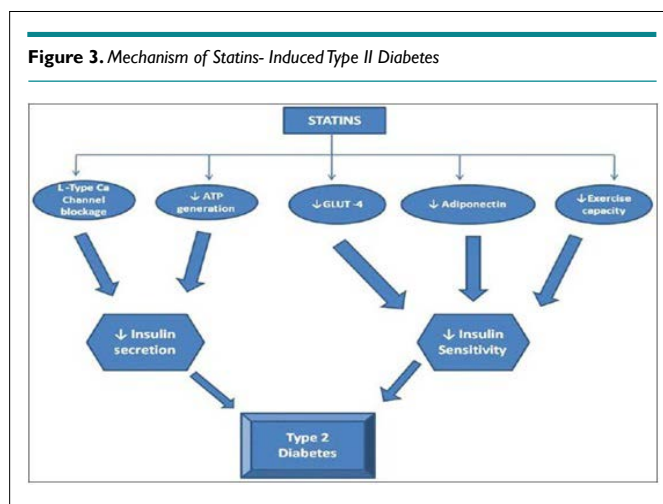 Figure 3. Mechanism of Statins- Induced Type II Diabetes
STATINS
L-Type Ca
Channel
blockage
↓ ATP
generation
↓GLUT -4
↓ Adiponectin
↓Exercise
capacity
↓ Insulin
secretion
↓ Insulin
Sensitivity
Type 2
Diabetes